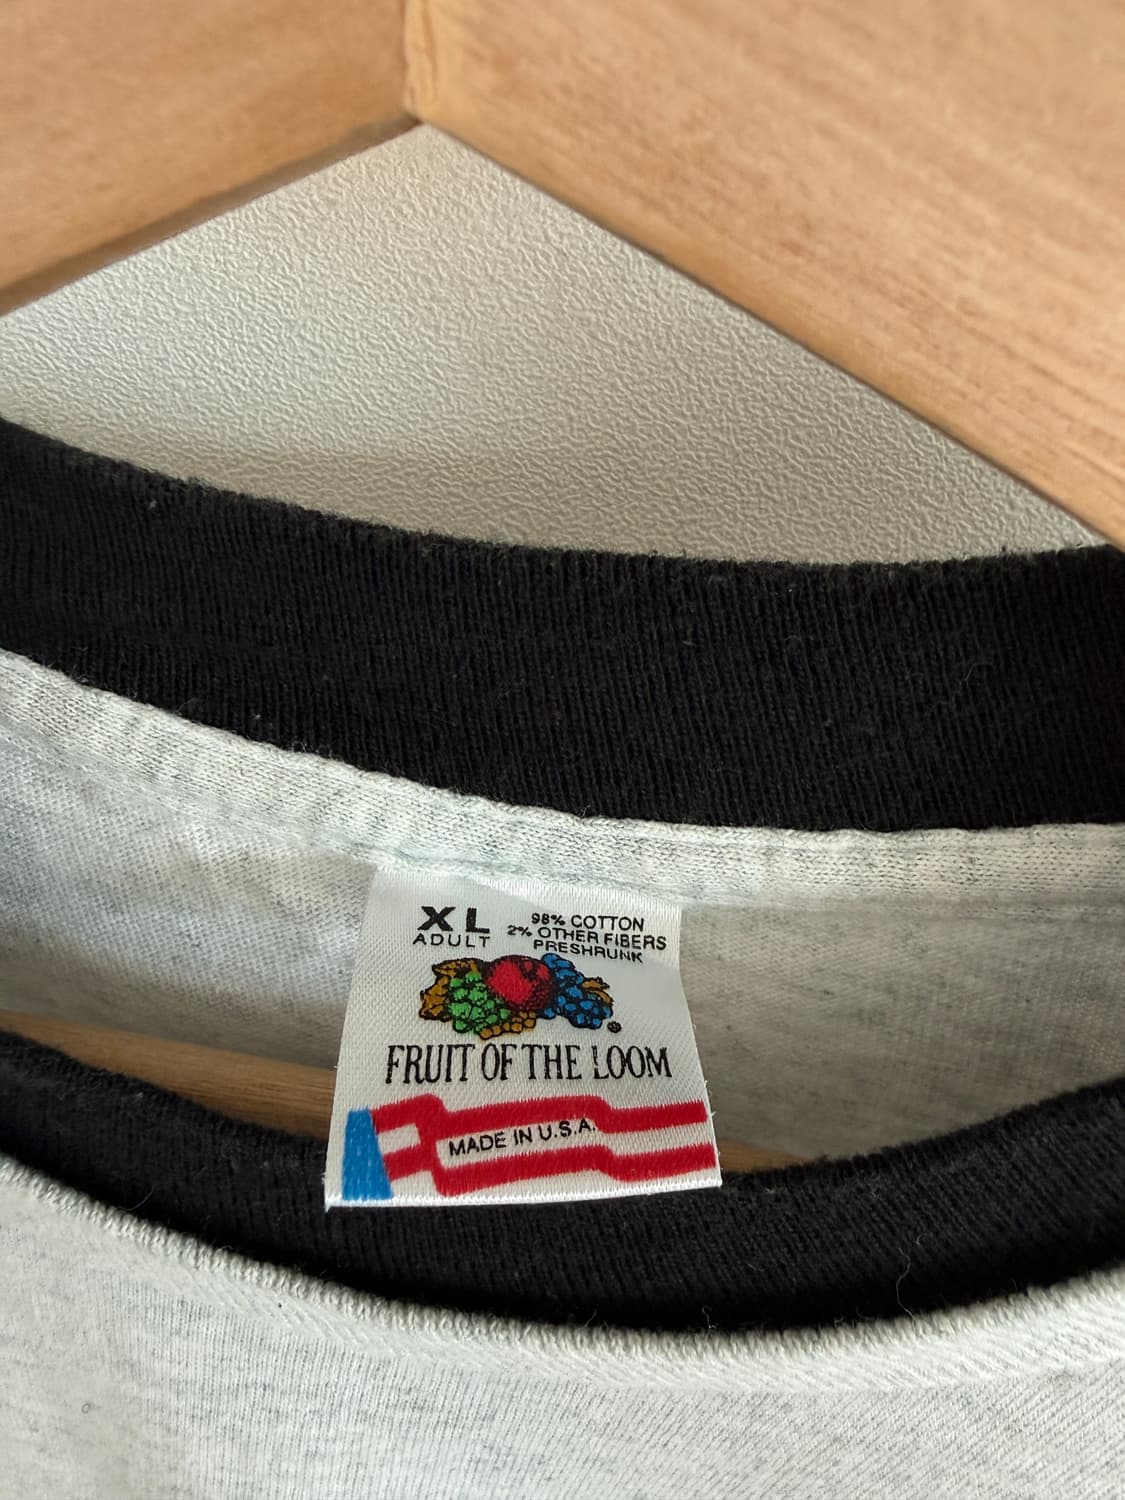 XL
ADULT
98% COTTON
2% OTHER FIBERS
PRESHRUNK
®
FRUIT OF THE LOOM
MADE IN U.S.A.